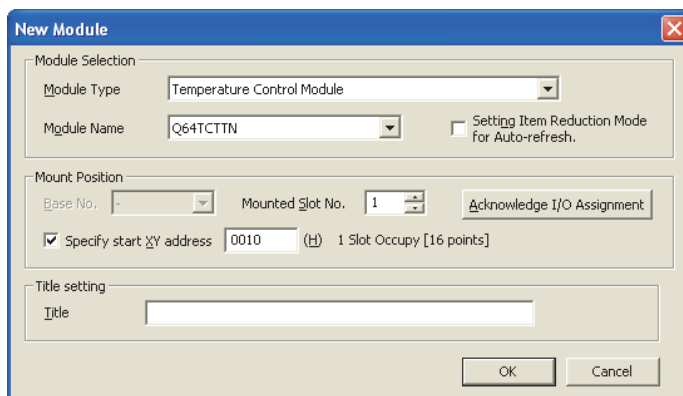 New Module
Module Selection
Module Type Temperature Control Module
Module Name Q64TCTTN Setting Item Reduction Mode
for Auto-refresh.
Mount Position
Base No. - Mounted Slot No. 1 Acknowledge I/O Assignment
Specify start XY address 0010 (H) 1 Slot Occupy [16 points]
Title setting
Title
OK Cancel